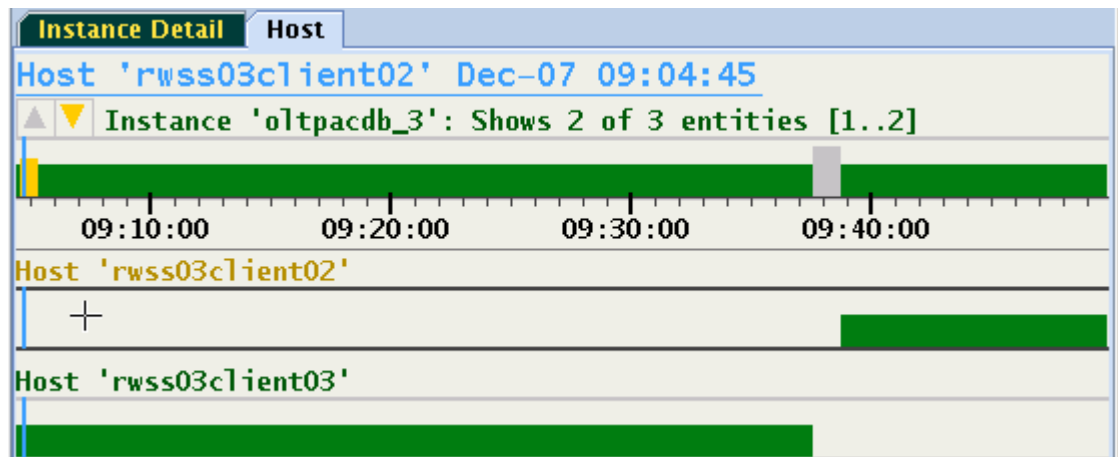 Instance Detail Host
Host 'rwss03client02' Dec-07 09:04:45
Instance 'oltpacdb_3': Shows 2 of 3 entities [1..2]
09:10:00 09:20:00 09:30:00 09:40:00
Host 'rwss03client02'
Host 'rwss03client03'